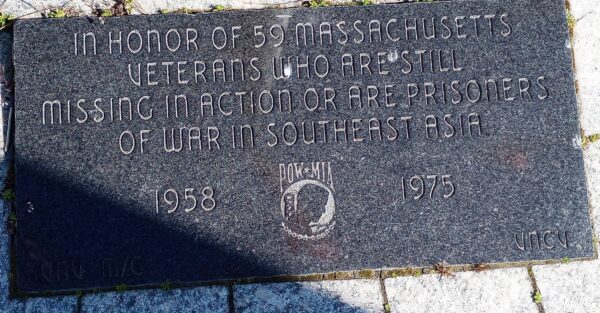 IN HONOR OF 59 MASSACHUSETTS
VETERANS WHO ARE STILL
MISSING IN ACTION OR ARE PRISONERS
OF WAR IN SOUTHEAST ASIA
POW★MIA
1958 1975
M/C